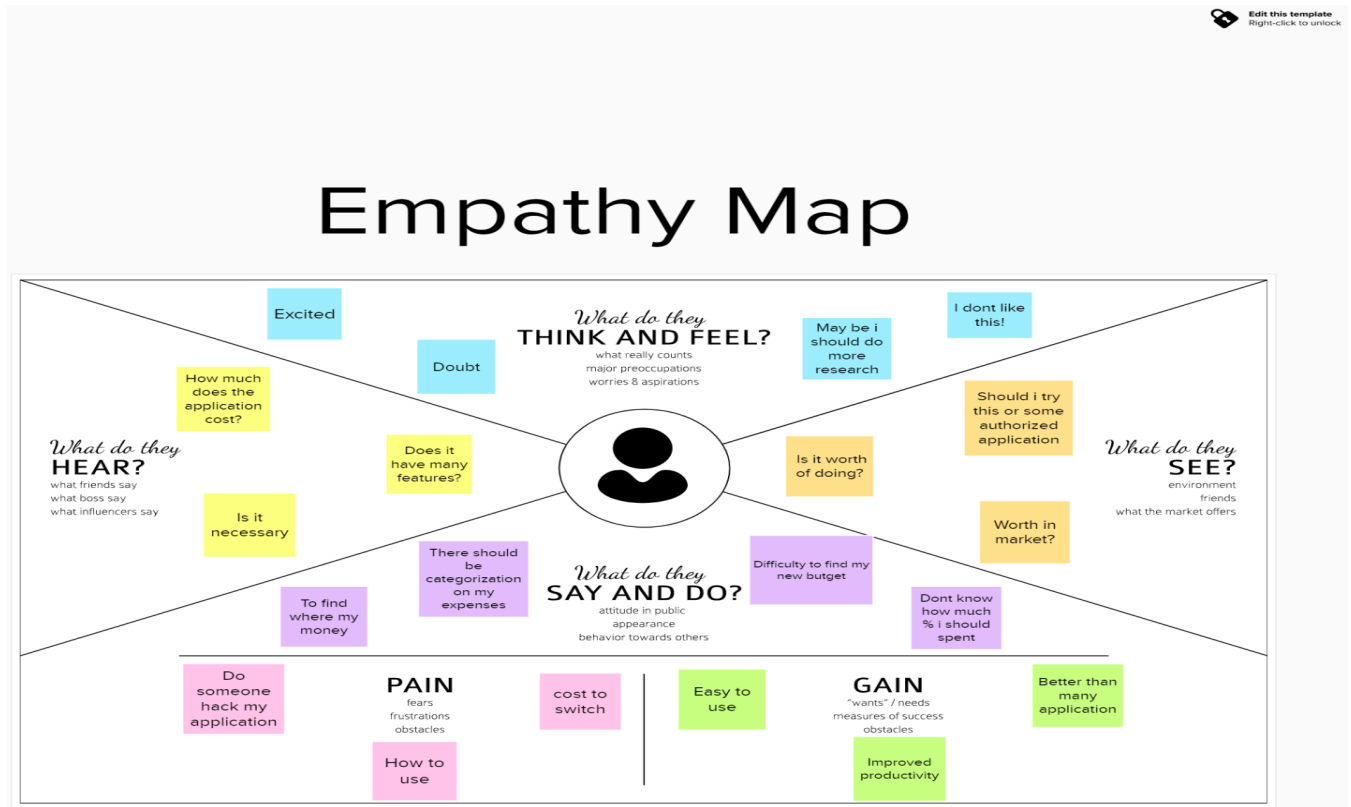 Edit this template
Right-click to unlock
Empathy Map
Excited
Doubt
What do they
THINK AND FEEL?
what really counts
major preoccupations
worries & aspirations
May be i
should do
more
research
I dont like
this!
How much
does the
application
cost?
Does it
have many
features?
Is it
necessary
What do they
HEAR?
what friends say
what boss say
what influencers say
Is it worth
of doing?
Should i try
this or some
authorized
application
Worth in
market?
What do they
SEE?
environment
friends
what the market offers
To find
where my
money
There should
be
categorization
on my
expenses
What do they
SAY AND DO?
attitude in public
appearance
behavior towards others
Difficulty to find my
new butget
Dont know
how much
% i should
spent
Do
someone
hack my
application
PAIN
fears
frustrations
obstacles
How to
use
cost to
switch
Easy to
use
GAIN
"wants" / needs
measures of success
obstacles
Improved
productivity
Better than
many
application